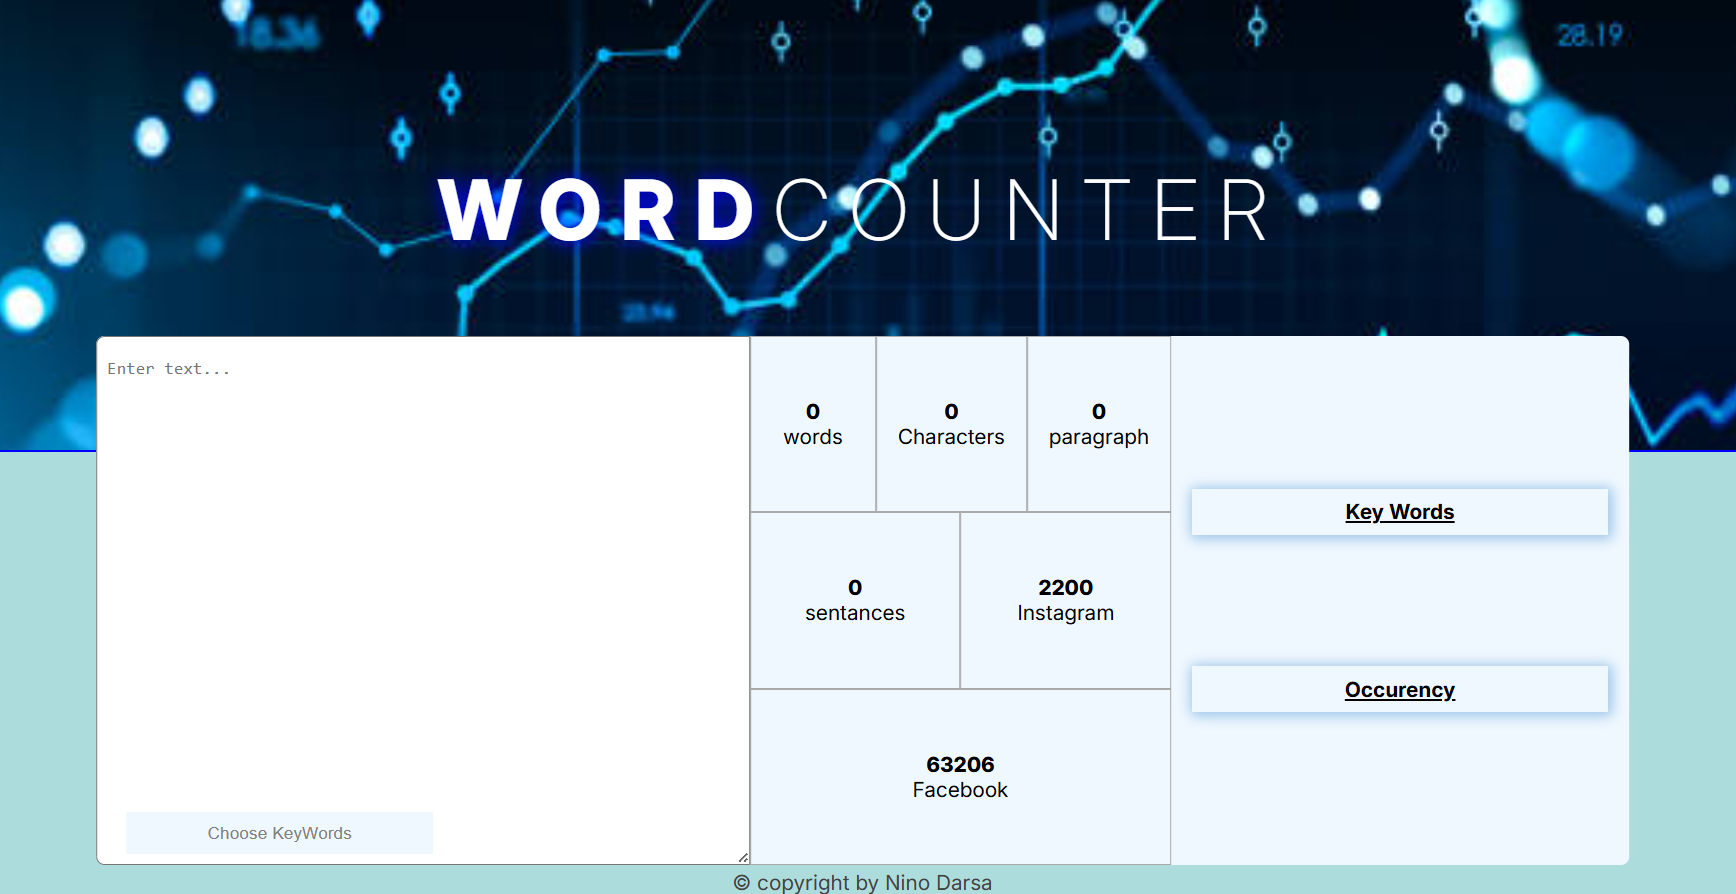 18.36
28.19
WORDCOUNTER
28.94
Enter text...
0
words
0
Characters
0
paragraph
Key Words
0
sentances
2200
Instagram
Occurency
63206
Facebook
Choose KeyWords
© copyright by Nino Darsa